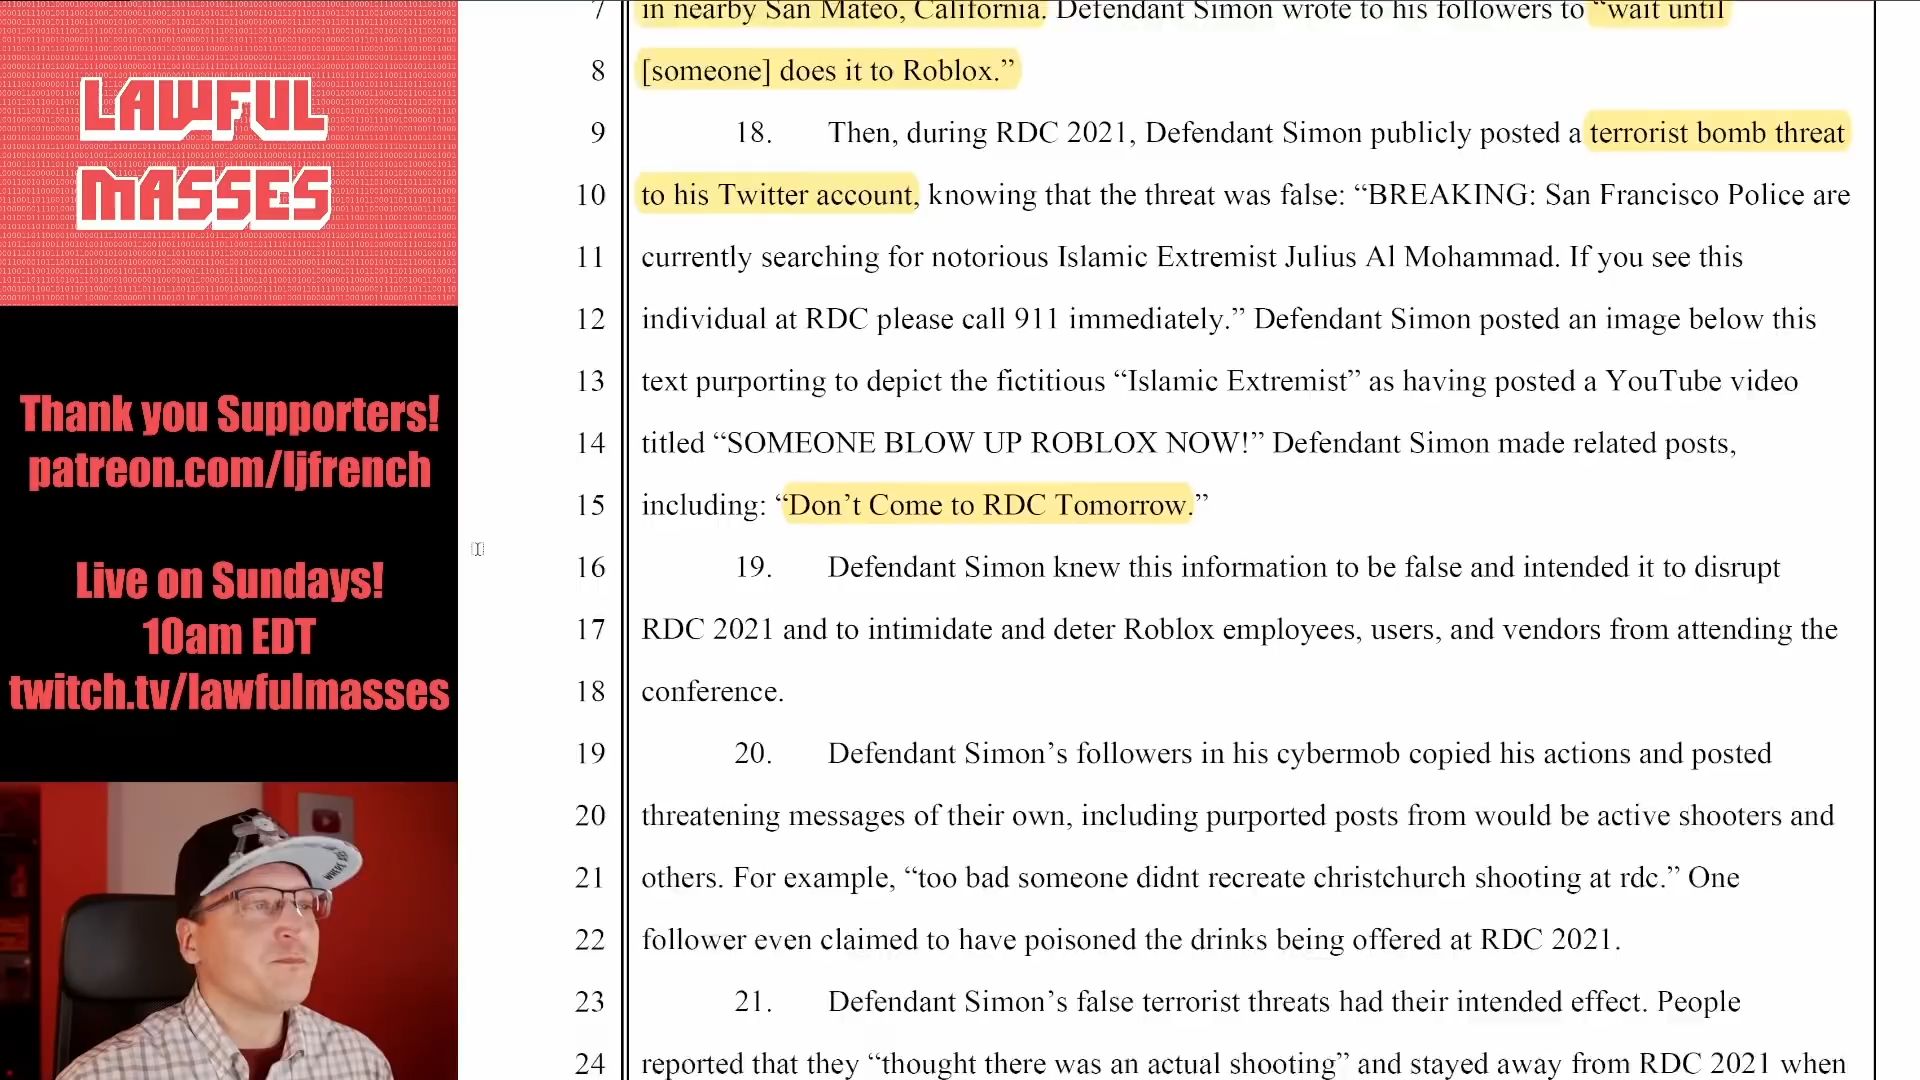 LAWFUL
MASSES
Thank you Supporters!
patreon.com/ljfrench
Live on Sundays!
10am EDT
twitch.tv/lawfulmasses
7 in nearby San Mateo, California. Defendant Simon wrote to his followers to “wait until
8 [someone] does it to Roblox.”
9 18. Then, during RDC 2021, Defendant Simon publicly posted a terrorist bomb threat
10 to his Twitter account, knowing that the threat was false: “BREAKING: San Francisco Police are
11 currently searching for notorious Islamic Extremist Julius Al Mohammad. If you see this
12 individual at RDC please call 911 immediately.” Defendant Simon posted an image below this
13 text purporting to depict the fictitious “Islamic Extremist” as having posted a YouTube video
14 titled “SOMEONE BLOW UP ROBLOX NOW!” Defendant Simon made related posts,
15 including: “Don’t Come to RDC Tomorrow.”
16 19. Defendant Simon knew this information to be false and intended it to disrupt
17 RDC 2021 and to intimidate and deter Roblox employees, users, and vendors from attending the
18 conference.
19 20. Defendant Simon’s followers in his cybermob copied his actions and posted
20 threatening messages of their own, including purported posts from would be active shooters and
21 others. For example, “too bad someone didnt recreate christchurch shooting at rdc.” One
22 follower even claimed to have poisoned the drinks being offered at RDC 2021.
23 21. Defendant Simon’s false terrorist threats had their intended effect. People
24 reported that they “thought there was an actual shooting” and stayed away from RDC 2021 when